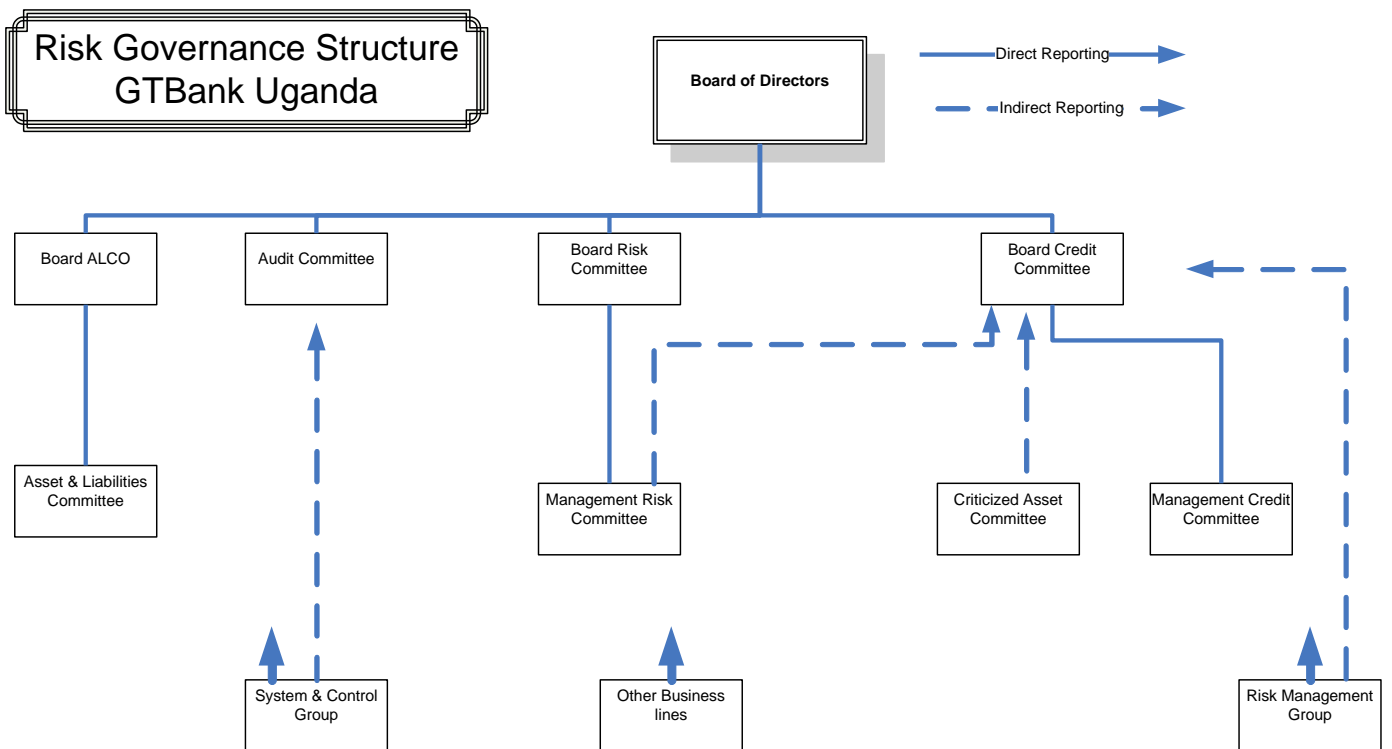 Risk Governance Structure
GTBank Uganda
Board of Directors
Direct Reporting
Indirect Reporting
Board ALCO
Audit Committee
Board Risk
Committee
Board Credit
Committee
Asset & Liabilities
Committee
Management Risk
Committee
Criticized Asset
Committee
Management Credit
Committee
System & Control
Group
Other Business
lines
Risk Management
Group